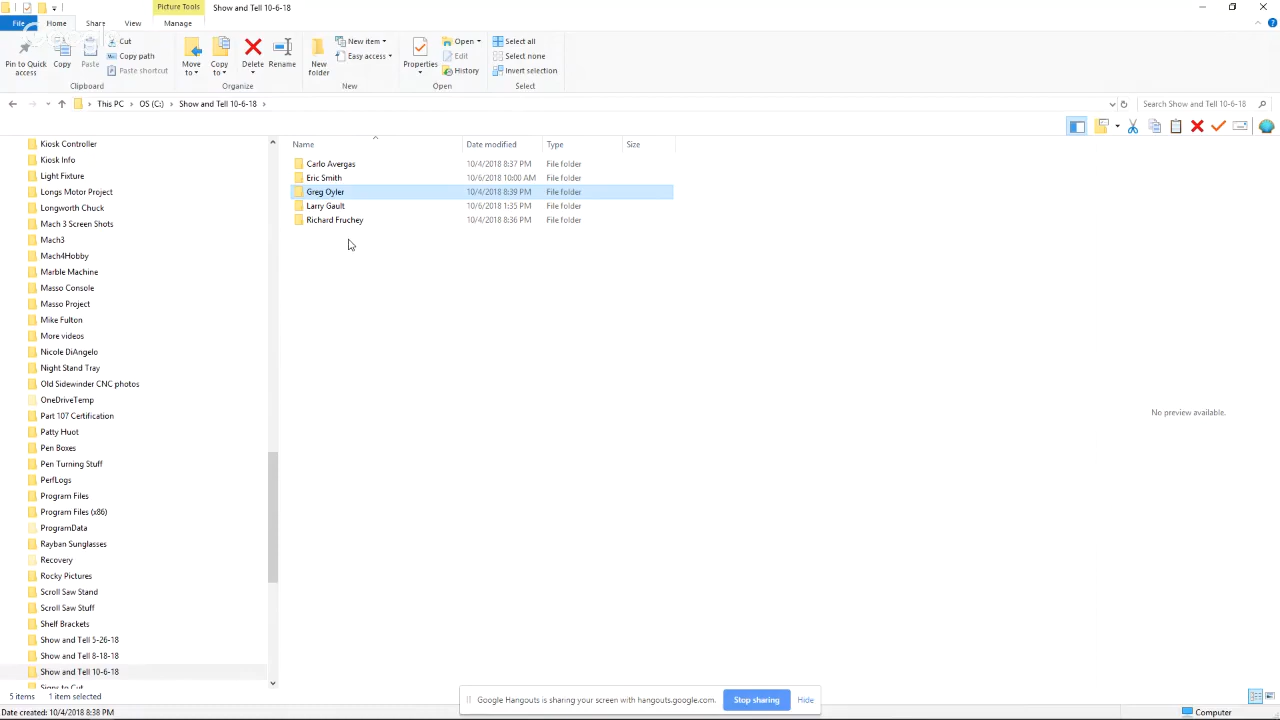 Picture Tools
Show and Tell 10-6-18
File
Home
Share
View
Manage
Pin to Quick access
Copy
Paste
Cut
Copy path
Paste shortcut
Clipboard
Move to
Copy to
Delete
Rename
Organize
New folder
New item
Easy access
New
Properties
Open
Edit
History
Open
Select all
Select none
Invert selection
Select
This PC
OS (C:)
Show and Tell 10-6-18
Search Show and Tell 10-6-18
Kiosk Controller
Kiosk Info
Light Fixture
Longs Motor Project
Longworth Chuck
Mach 3 Screen Shots
Mach3
Mach4Hobby
Marble Machine
Masso Console
Masso Project
Mike Fulton
More videos
Nicole DiAngelo
Night Stand Tray
Old Sidewinder CNC photos
OneDriveTemp
Part 107 Certification
Patty Huot
Pen Boxes
Pen Turning Stuff
PerfLogs
Program Files
Program Files (x86)
ProgramData
Rayban Sunglasses
Recovery
Rocky Pictures
Scroll Saw Stand
Scroll Saw Stuff
Shelf Brackets
Show and Tell 5-26-18
Show and Tell 8-18-18
Show and Tell 10-6-18
Signs to Cut
Name Date modified Type Size
Carlo Avergas 10/4/2018 8:37 PM File folder
Eric Smith 10/6/2018 10:00 AM File folder
Greg Oyler 10/4/2018 8:39 PM File folder
Larry Gault 10/6/2018 1:35 PM File folder
Richard Fruchey 10/4/2018 8:36 PM File folder
No preview available.
5 items 1 item selected
Google Hangouts is sharing your screen with hangouts.google.com.
Stop sharing
Hide
Date created: 10/4/2018 8:38 PM
Computer